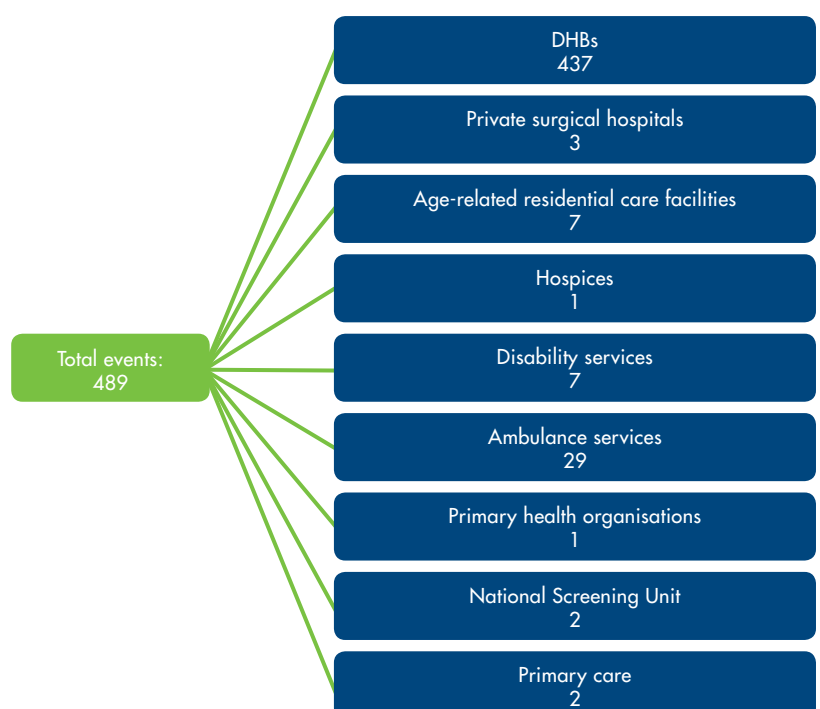 DHBs
437
Private surgical hospitals
3
Age-related residential care facilities
7
Hospices
1
Total events:
489
Disability services
7
Ambulance services
29
Primary health organisations
1
National Screening Unit
2
Primary care
2